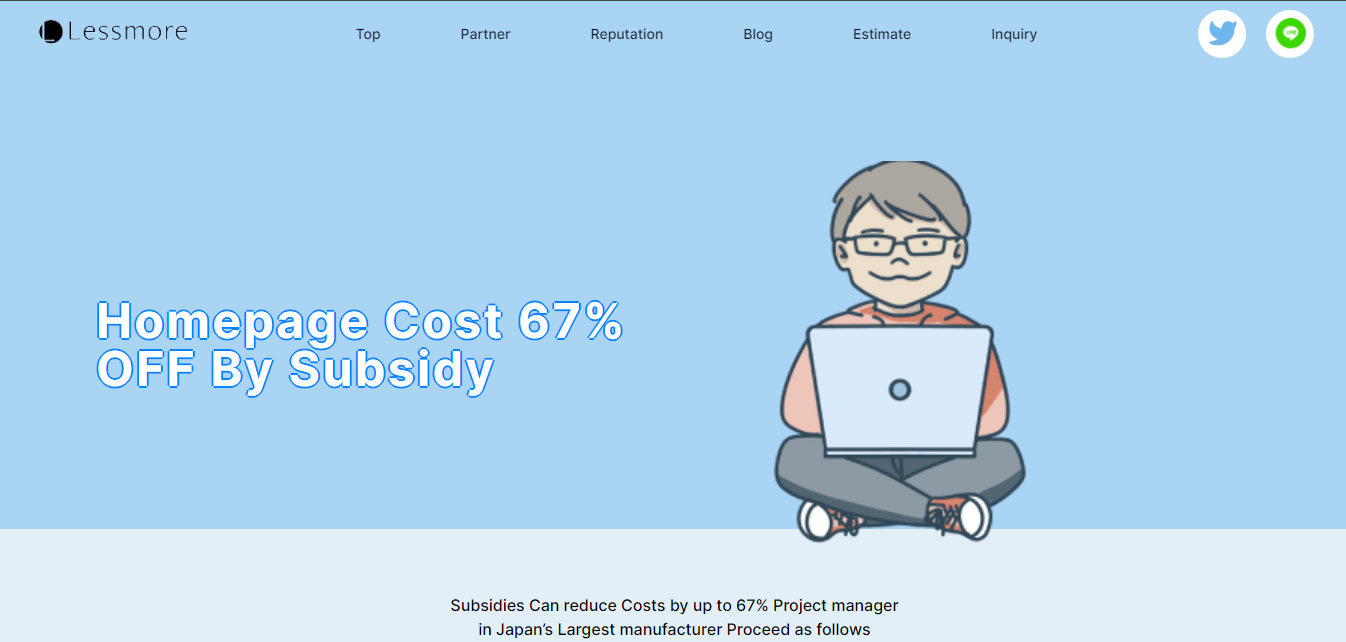 Lessmore
Top
Partner
Reputation
Blog
Estimate
Inquiry
Homepage Cost 67%
OFF By Subsidy
Subsidies Can reduce Costs by up to 67% Project manager
in Japan’s Largest manufacturer Proceed as follows